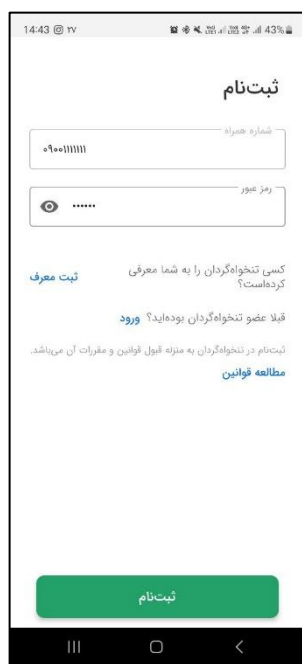 14:43 ۲۷ 43%
ثبت‌نام
شماره همراه
۰۹۰۰۱۱۱۱۱۱۱
رمز عبور
••••••
کسی تنخواه‌گردان را به شما معرفی
کرده‌است؟
ثبت معرف
قبلا عضو تنخواه‌گردان بوده‌اید؟ ورود
ثبت‌نام در تنخواه‌گردان به منزله قبول قوانین و مقررات آن می‌باشد.
مطالعه قوانین
ثبت‌نام